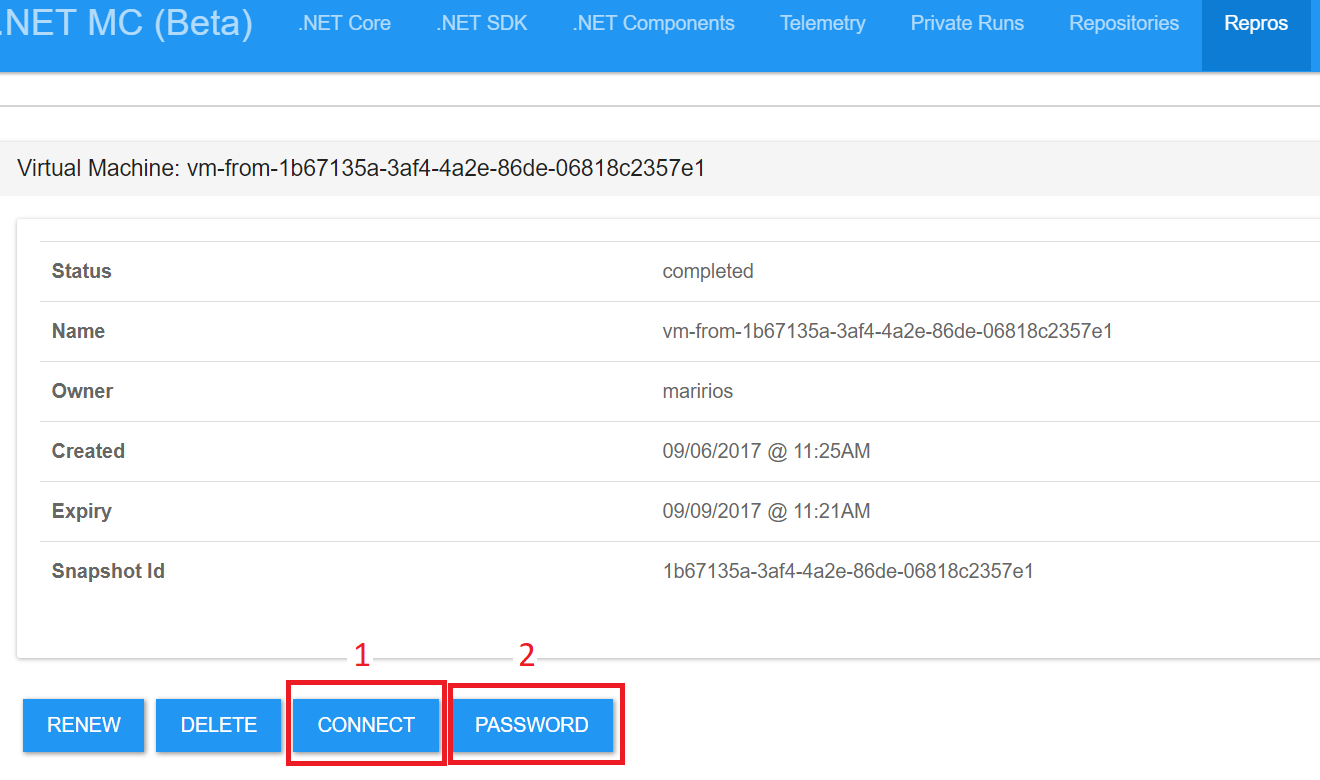 .NET MC (Beta) .NET Core .NET SDK .NET Components Telemetry Private Runs Repositories Repros
Virtual Machine: vm-from-1b67135a-3af4-4a2e-86de-06818c2357e1
Status completed
Name vm-from-1b67135a-3af4-4a2e-86de-06818c2357e1
Owner maririos
Created 09/06/2017 @ 11:25AM
Expiry 09/09/2017 @ 11:21AM
Snapshot Id 1b67135a-3af4-4a2e-86de-06818c2357e1
1 2
RENEW DELETE CONNECT PASSWORD